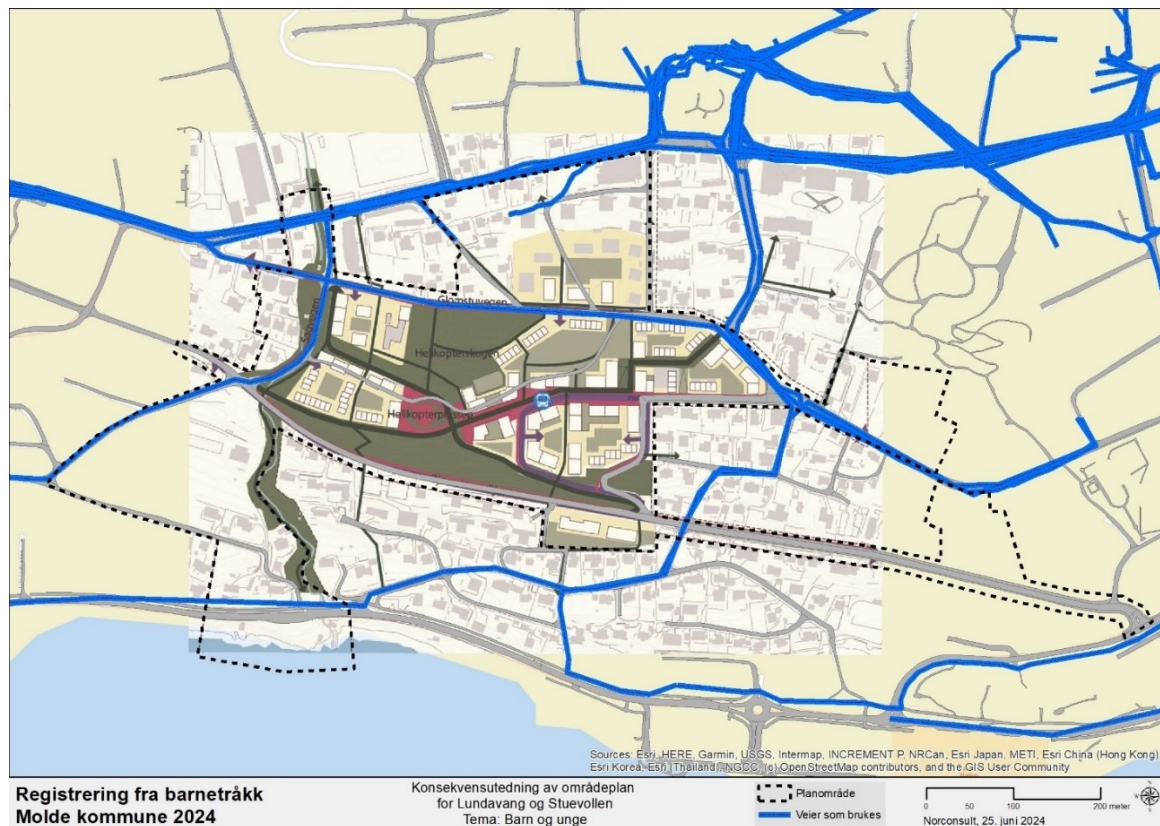 Glomstuvegen
Helikopterskogen
Helikopterplassen
Sources: Esri, HERE, Garmin, USGS, Intermap, INCREMENT P, NRCan, Esri Japan, METI, Esri China (Hong Kong)
Esri Korea, Esri (Thailand), NGCC, (c) OpenStreetMap contributors, and the GIS User Community
Registrering fra barnetråkk
Molde kommune 2024
Konsekvensutedning av områdeplan
for Lundavang og Stuevollen
Tema: Barn og unge
Planområde
Veier som brukes
0 50 100 200 meter
Norconsult, 25. juni 2024